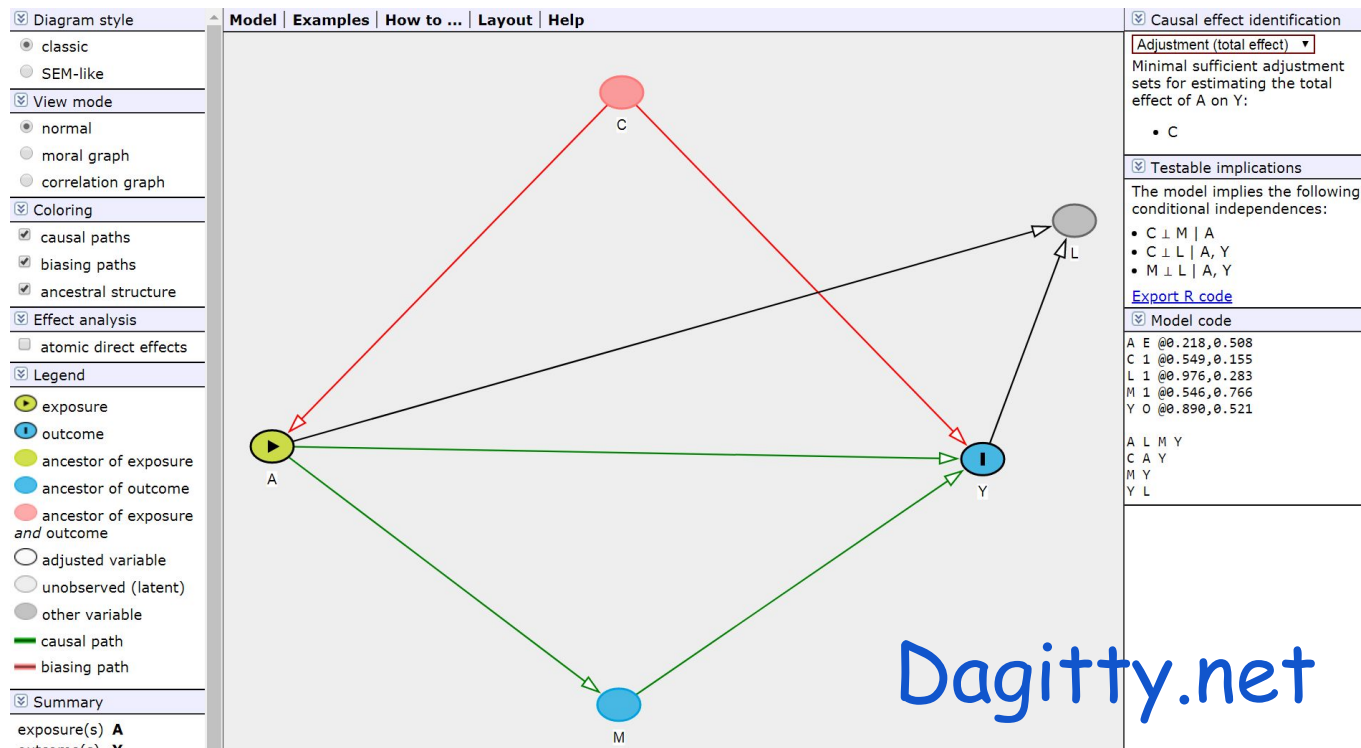 Diagram style
classic
SEM-like
View mode
normal
moral graph
correlation graph
Coloring
causal paths
biasing paths
ancestral structure
Effect analysis
atomic direct effects
Legend
exposure
outcome
ancestor of exposure
ancestor of outcome
ancestor of exposure
and outcome
adjusted variable
unobserved (latent)
other variable
causal path
biasing path
Summary
exposure(s) A
Model | Examples | How to ... | Layout | Help
C
L
A
Y
M
Causal effect identification
Adjustment (total effect)
Minimal sufficient adjustment
sets for estimating the total
effect of A on Y:
• C
Testable implications
The model implies the following
conditional independences:
• C ⊥ M | A
• C ⊥ L | A, Y
• M ⊥ L | A, Y
Export R code
Model code
A E @0.218,0.508
C 1 @0.549,0.155
L 1 @0.976,0.283
M 1 @0.546,0.766
Y O @0.890,0.521
A L M Y
C A Y
M Y
Y L
Dagitty.net